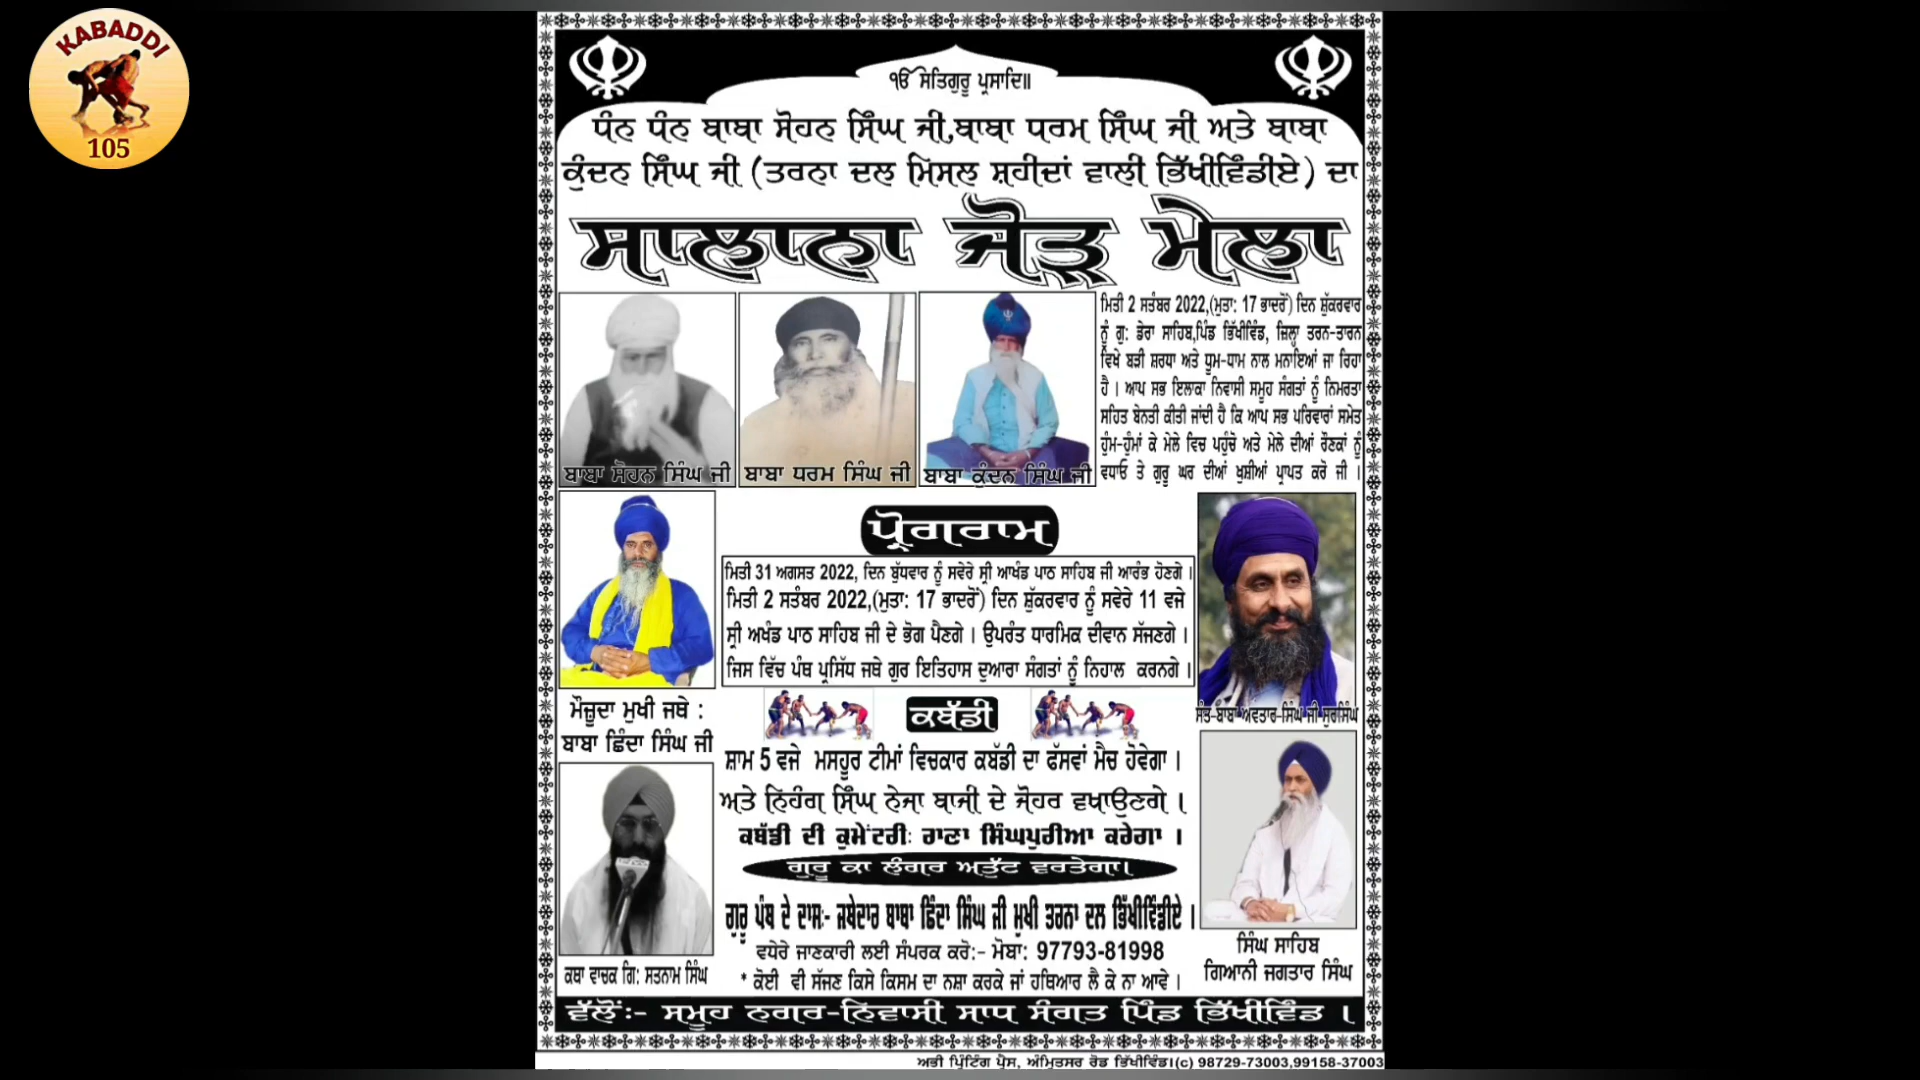 KABADDI
105
ੴ ਸਤਿਗੁਰੂ ਪ੍ਰਸਾਦਿ॥
ਧੰਨ ਧੰਨ ਬਾਬਾ ਸੋਹਨ ਸਿੰਘ ਜੀ,ਬਾਬਾ ਧਰਮ ਸਿੰਘ ਜੀ ਅਤੇ ਬਾਬਾ
ਕੁੰਦਨ ਸਿੰਘ ਜੀ (ਤਰਨਾ ਦਲ ਮਿਸਲ ਸ਼ਹੀਦਾਂ ਵਾਲੀ ਭਿੱਖੀਵਿੰਡੀਏ) ਦਾ
ਸਾਲਾਨਾ ਜੋੜ ਮੇਲਾ
ਮਿਤੀ 2 ਸਤੰਬਰ 2022,(ਮੁਤਾ: 17 ਭਾਦਰੋਂ) ਦਿਨ ਸ਼ੁੱਕਰਵਾਰ
ਨੂੰ ਗੁ: ਡੇਰਾ ਸਾਹਿਬ,ਪਿੰਡ ਭਿੱਖੀਵਿੰਡ, ਜ਼ਿਲ੍ਹਾ ਤਰਨ-ਤਾਰਨ
ਵਿਖੇ ਬੜੀ ਸ਼ਰਧਾ ਅਤੇ ਧੂਮ-ਧਾਮ ਨਾਲ ਮਨਾਇਆਂ ਜਾ ਰਿਹਾ
ਹੈ । ਆਪ ਸਭ ਇਲਾਕਾ ਨਿਵਾਸੀ ਸਮੂਹ ਸੰਗਤਾਂ ਨੂੰ ਨਿਮਰਤਾ
ਸਹਿਤ ਬੇਨਤੀ ਕੀਤੀ ਜਾਂਦੀ ਹੈ ਕਿ ਆਪ ਸਭ ਪਰਿਵਾਰਾਂ ਸਮੇਤ
ਹੁੰਮ-ਹੁੰਮਾਂ ਕੇ ਮੇਲੇ ਵਿਚ ਪਹੁੰਚੋ ਅਤੇ ਮੇਲੇ ਦੀਆਂ ਰੌਣਕਾਂ ਨੂੰ
ਵਧਾਓ ਤੇ ਗੁਰੂ ਘਰ ਦੀਆਂ ਖੁਸ਼ੀਆਂ ਪ੍ਰਾਪਤ ਕਰੋ ਜੀ ।
ਬਾਬਾ ਸੋਹਨ ਸਿੰਘ ਜੀ
ਬਾਬਾ ਧਰਮ ਸਿੰਘ ਜੀ
ਬਾਬਾ ਕੁੰਦਨ ਸਿੰਘ ਜੀ
ਪ੍ਰੋਗਰਾਮ
ਮਿਤੀ 31 ਅਗਸਤ 2022, ਦਿਨ ਬੁੱਧਵਾਰ ਨੂੰ ਸਵੇਰੇ ਸ੍ਰੀ ਆਖੰਡ ਪਾਠ ਸਾਹਿਬ ਜੀ ਆਰੰਭ ਹੋਣਗੇ ।
ਮਿਤੀ 2 ਸਤੰਬਰ 2022,(ਮੁਤਾ: 17 ਭਾਦਰੋਂ) ਦਿਨ ਸ਼ੁੱਕਰਵਾਰ ਨੂੰ ਸਵੇਰੇ 11 ਵਜੇ
ਸ੍ਰੀ ਅਖੰਡ ਪਾਠ ਸਾਹਿਬ ਜੀ ਦੇ ਭੋਗ ਪੈਣਗੇ । ਉਪਰੰਤ ਧਾਰਮਿਕ ਦੀਵਾਨ ਸੱਜਣਗੇ ।
ਜਿਸ ਵਿੱਚ ਪੰਥ ਪ੍ਰਸਿੱਧ ਜਥੇ ਗੁਰ ਇਤਿਹਾਸ ਦੁਆਰਾ ਸੰਗਤਾਂ ਨੂੰ ਨਿਹਾਲ ਕਰਨਗੇ ।
ਮੌਜੂਦਾ ਮੁਖੀ ਜਥੇ :
ਬਾਬਾ ਛਿੰਦਾ ਸਿੰਘ ਜੀ
ਸੰਤ-ਬਾਬਾ ਅਵਤਾਰ-ਸਿੰਘ ਜੀ ਸੁਰਸਿੰਘ
ਕਬੱਡੀ
ਸ਼ਾਮ 5 ਵਜੇ ਮਸਹੂਰ ਟੀਮਾਂ ਵਿਚਕਾਰ ਕਬੱਡੀ ਦਾ ਫੱਸਵਾਂ ਮੈਚ ਹੋਵੇਗਾ ।
ਅਤੇ ਨਿਹੰਗ ਸਿੰਘ ਨੇਜਾ ਬਾਜੀ ਦੇ ਜੋਹਰ ਵਖਾਉਣਗੇ ।
ਕਬੱਡੀ ਦੀ ਕੁਮੇਂਟਰੀ: ਰਾਣਾ ਸਿੰਘਪੁਰੀਆ ਕਰੇਗਾ ।
ਗੁਰੂ ਕਾ ਲੰਗਰ ਅਤੁੱਟ ਵਰਤੇਗਾ।
ਗੁਰੂ ਪੰਥ ਦੇ ਦਾਸ:- ਜਥੇਦਾਰ ਬਾਬਾ ਛਿੰਦਾ ਸਿੰਘ ਜੀ ਮੁਖੀ ਤਰਨਾ ਦਲ ਭਿੱਖੀਵਿੰਡੀਏ ।
ਵਧੇਰੇ ਜਾਣਕਾਰੀ ਲਈ ਸੰਪਰਕ ਕਰੋ:- ਮੋਬਾ: 97793-81998
* ਕੋਈ ਵੀ ਸੱਜਣ ਕਿਸੇ ਕਿਸਮ ਦਾ ਨਸ਼ਾ ਕਰਕੇ ਜਾਂ ਹਥਿਆਰ ਲੈ ਕੇ ਨਾ ਆਵੇ ।
ਕਥਾ ਵਾਚਕ ਗਿ: ਸਤਨਾਮ ਸਿੰਘ
ਸਿੰਘ ਸਾਹਿਬ
ਗਿਆਨੀ ਜਗਤਾਰ ਸਿੰਘ
ਵੱਲੋਂ:- ਸਮੂਹ ਨਗਰ-ਨਿਵਾਸੀ ਸਾਧ ਸੰਗਤ ਪਿੰਡ ਭਿੱਖੀਵਿੰਡ ।
ਅਭੀ ਪ੍ਰਿੰਟਿੰਗ ਪ੍ਰੈਸ, ਅੰਮ੍ਰਿਤਸਰ ਰੋਡ ਭਿੱਖੀਵਿੰਡ।(c) 98729-73003,99158-37003